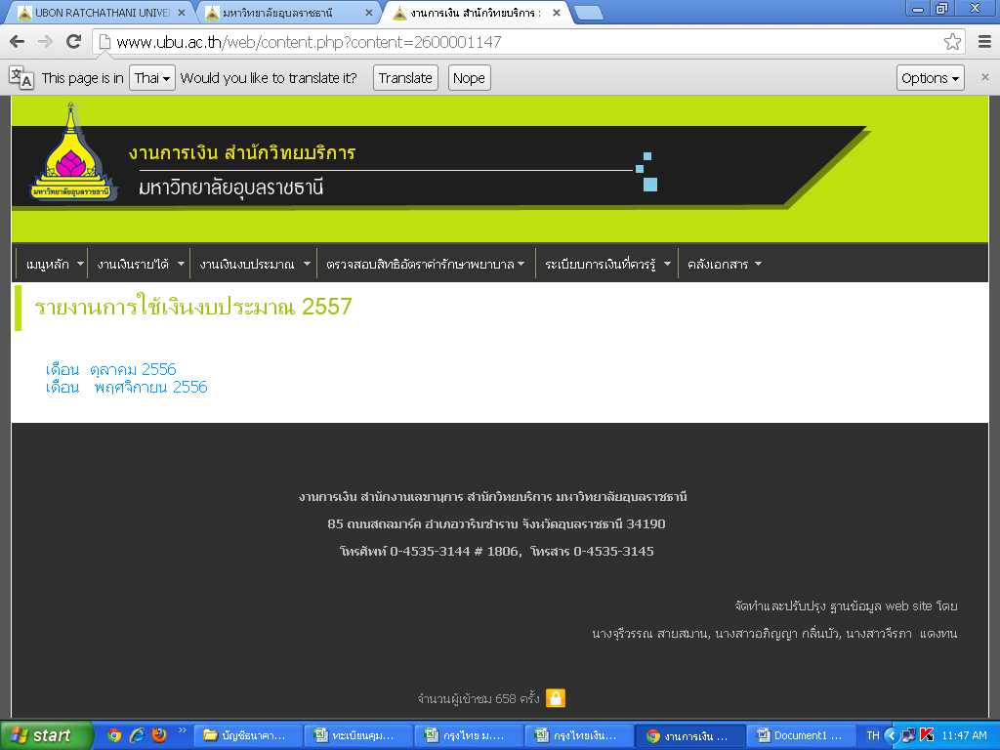 UBON RATCHATHANI UNIVE
มหาวิทยาลัยอุบลราชธานี
งานการเงิน สำนักวิทยบริการ :
www.ubu.ac.th/web/content.php?content=2600001147
This page is in Thai Would you like to translate it? Translate Nope Options
งานการเงิน สำนักวิทยบริการ
มหาวิทยาลัยอุบลราชธานี
มหาวิทยาลัยอุบลราชธานี
เมนูหลัก งานเงินรายได้ งานเงินงบประมาณ ตรวจสอบสิทธิอัตราค่ารักษาพยาบาล ระเบียบการเงินที่ควรรู้ คลังเอกสาร
รายงานการใช้เงินงบประมาณ 2557
เดือน ตุลาคม 2556
เดือน พฤศจิกายน 2556
งานการเงิน สำนักงานเลขานุการ สำนักวิทยบริการ มหาวิทยาลัยอุบลราชธานี
85 ถนนสถลมาร์ค อำเภอวารินชำราบ จังหวัดอุบลราชธานี 34190
โทรศัพท์ 0-4535-3144 # 1806, โทรสาร 0-4535-3145
จัดทำและปรับปรุง ฐานข้อมูล web site โดย
นางจุรีวรรณ สายสมาน, นางสาวอภิญญา กลิ่นบัว, นางสาวจีรภา แดงทน
จำนวนผู้เข้าชม 658 ครั้ง
start บัญชีธนาคา... ทะเบียนคุม... กรุงไทย ม.... กรุงไทยเงิน... งานการเงิน ... Document1 ... TH 11:47 AM